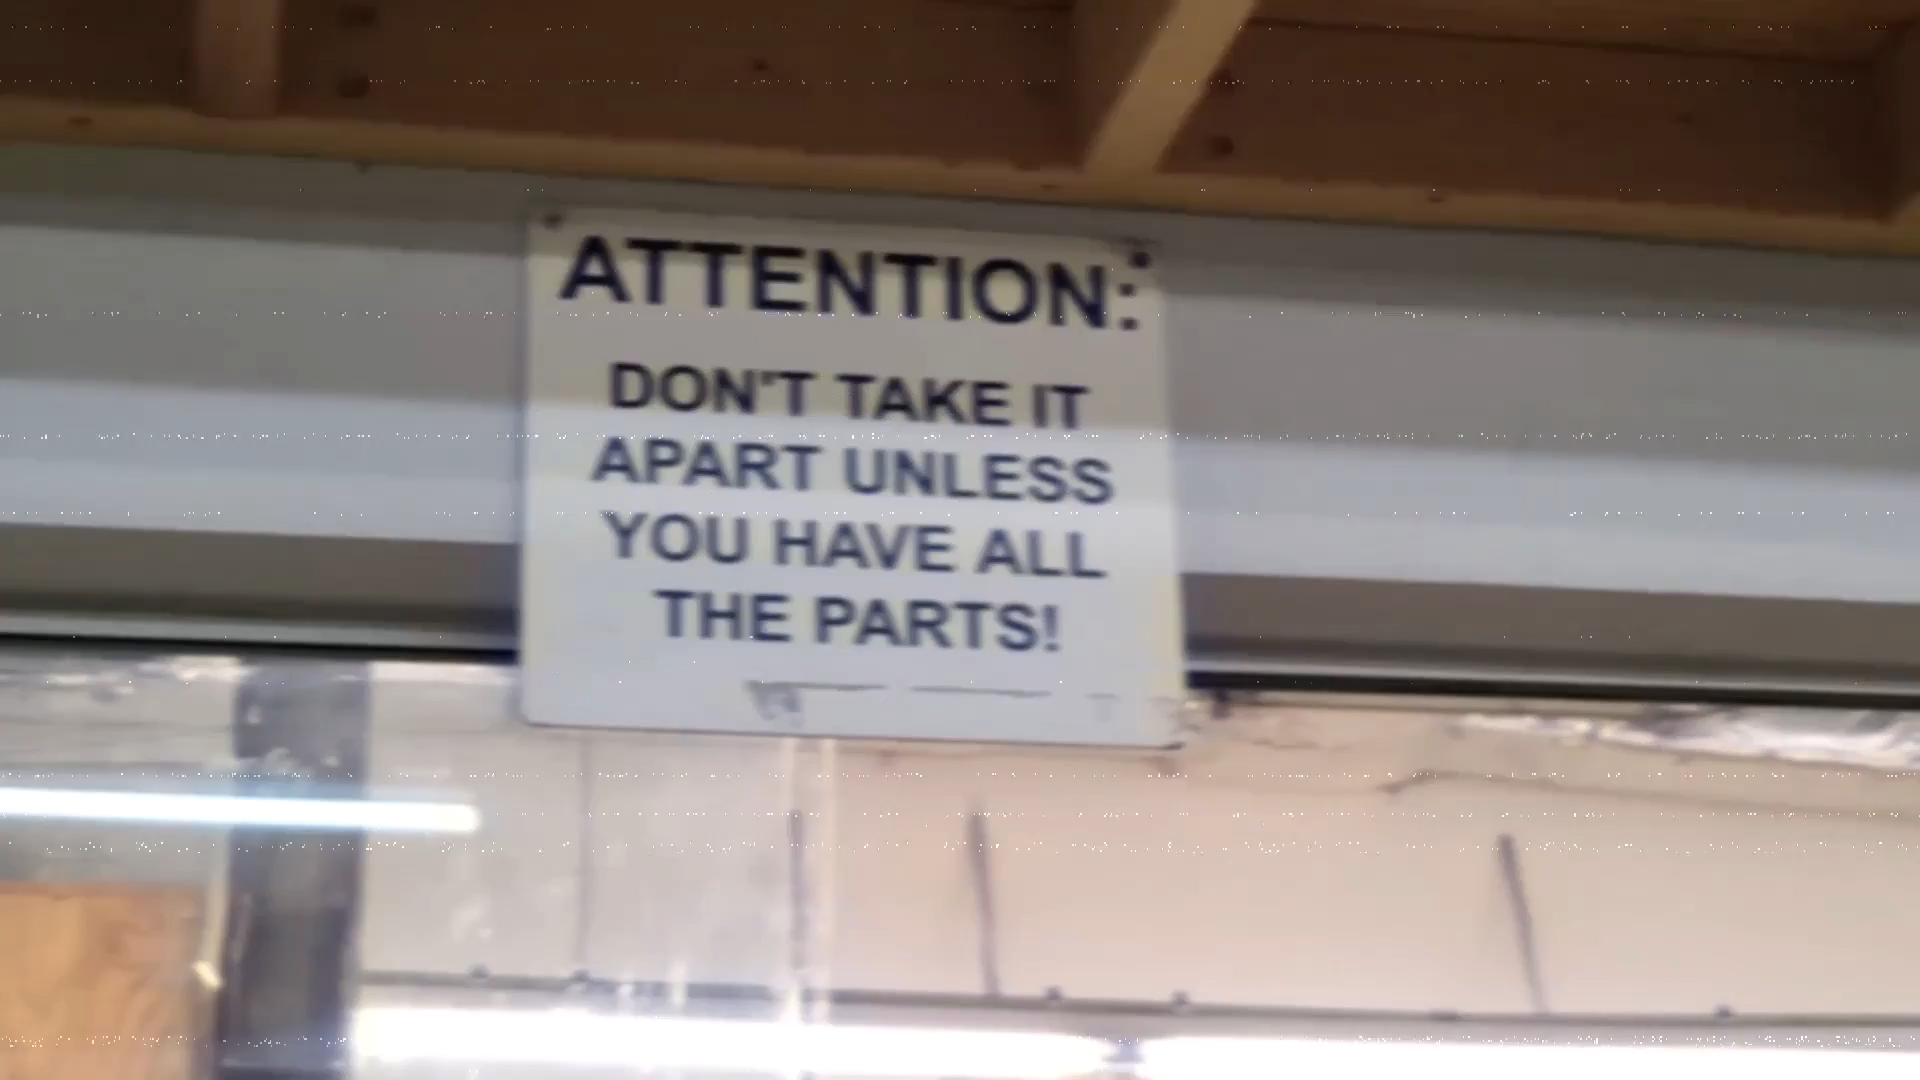 ATTENTION:
DON'T TAKE IT
APART UNLESS
YOU HAVE ALL
THE PARTS!